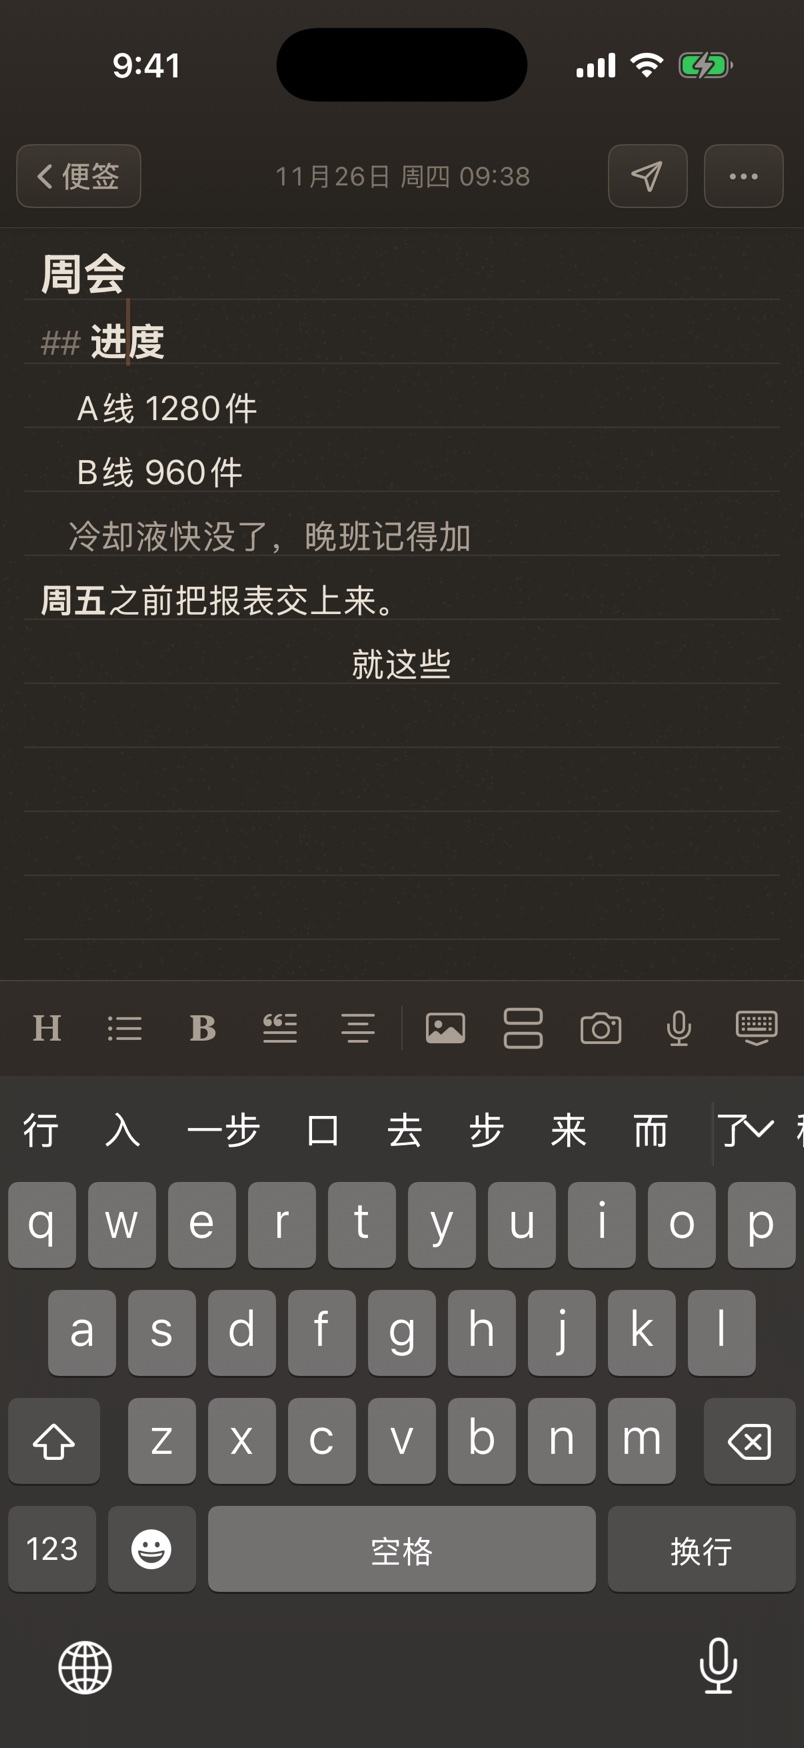 9:41
便签
11月26日 周四 09:38
周会
## 进度
A线 1280件
B线 960件
冷却液快没了，晚班记得加
周五之前把报表交上来。
就这些
H B
行 入 一步 口 去 步 来 而 了
q w e r t y u i o p
a s d f g h j k l
z x c v b n m
123 空格 换行